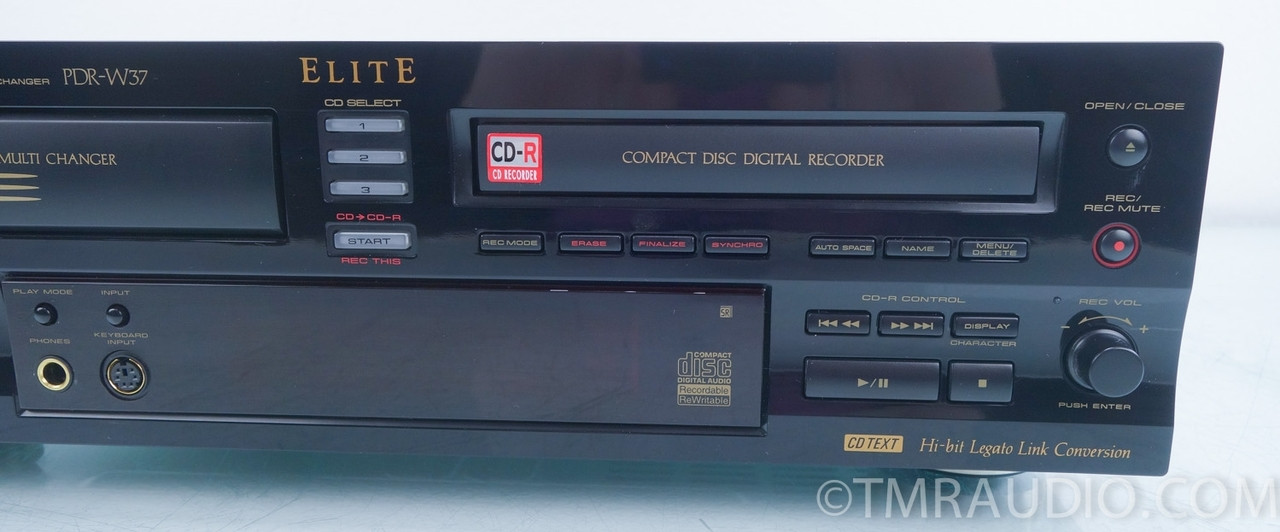 CHANGER PDR-W37
ELITE
CD SELECT
1
2
3
CD→CD-R
START
REC THIS
MULTI CHANGER
CD-R
CD RECORDER
COMPACT DISC DIGITAL RECORDER
OPEN/CLOSE
REC/
REC MUTE
REC MODE
ERASE
FINALIZE
SYNCHRO
AUTO SPACE
NAME
MENU/
DELETE
PLAY MODE
INPUT
PHONES
KEYBOARD
INPUT
COMPACT
disc
DIGITAL AUDIO
Recordable
ReWritable
CD-R CONTROL
DISPLAY
CHARACTER
REC VOL
- +
PUSH ENTER
CD TEXT
Hi-bit Legato Link Conversion
©TMRAUDIO.COM